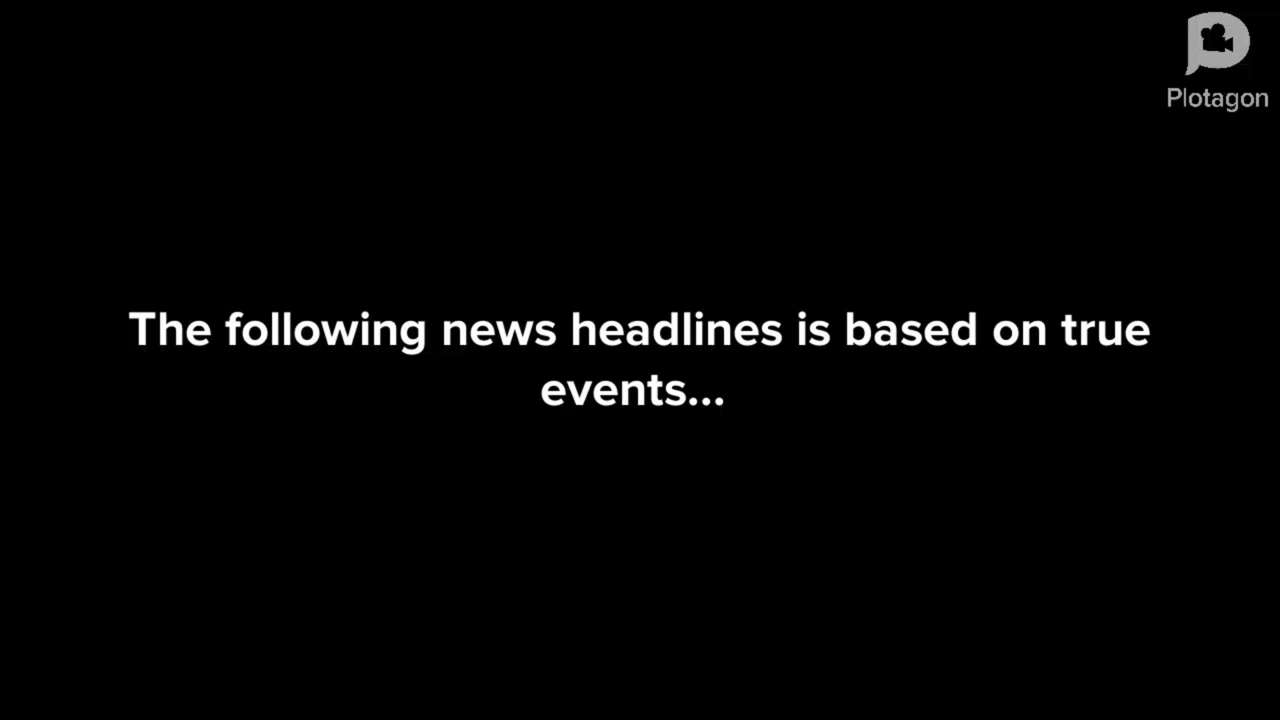 Plotagon
The following news headlines is based on true
events...